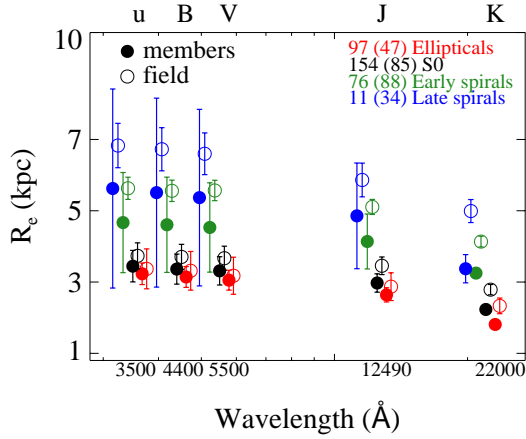 u B V J K
10
7
5
3
1
R_e (kpc)
members
field
97 (47) Ellipticals
154 (85) S0
76 (88) Early spirals
11 (34) Late spirals
3500 4400 5500 12490 22000
Wavelength (Å)